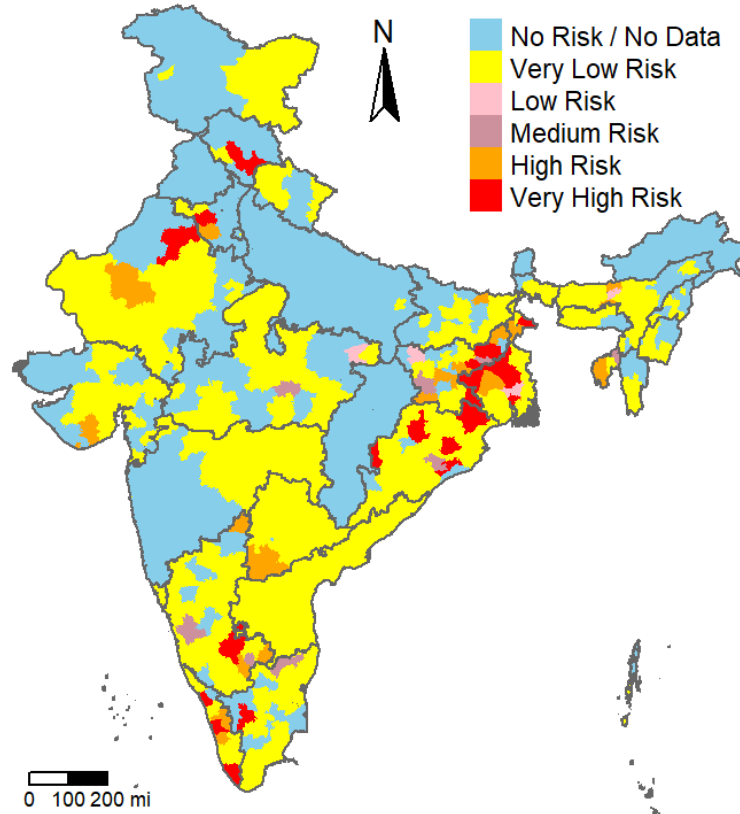 N
No Risk / No Data
Very Low Risk
Low Risk
Medium Risk
High Risk
Very High Risk
0 100 200 mi